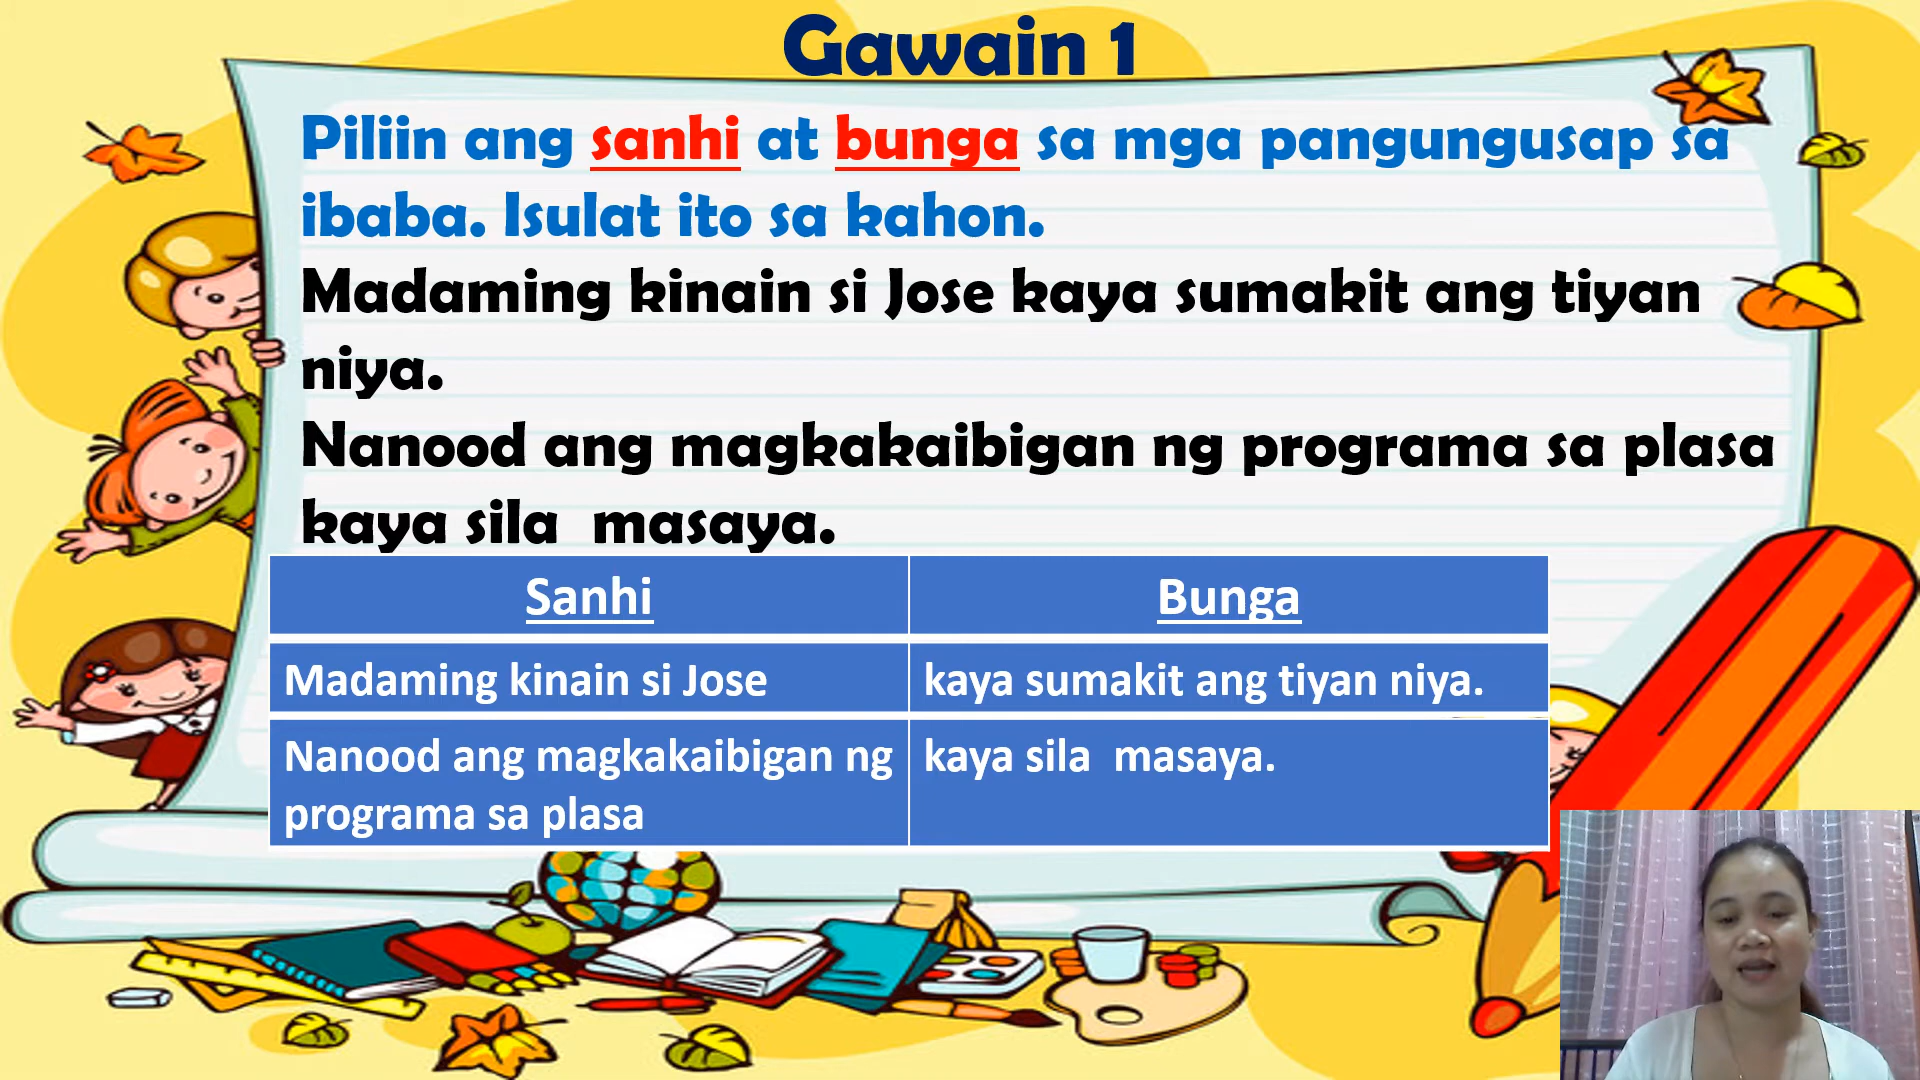 Gawain 1
Piliin ang sanhi at bunga sa mga pangungusap sa
ibaba. Isulat ito sa kahon.
Madaming kinain si Jose kaya sumakit ang tiyan
niya.
Nanood ang magkakaibigan ng programa sa plasa
kaya sila  masaya.
Sanhi
Bunga
Madaming kinain si Jose
kaya sumakit ang tiyan niya.
Nanood ang magkakaibigan ng
programa sa plasa
kaya sila  masaya.